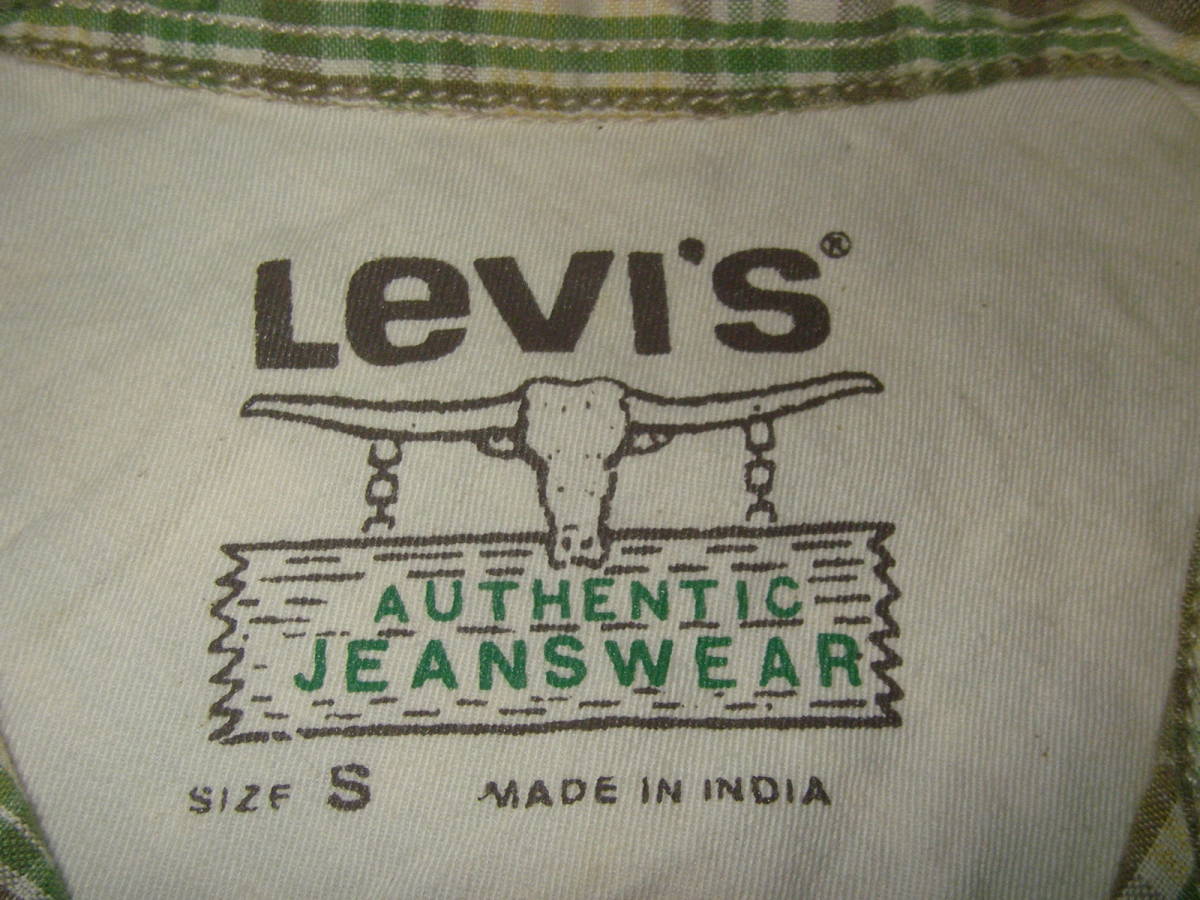 Levi's®
AUTHENTIC
JEANSWEAR
SIZE S MADE IN INDIA